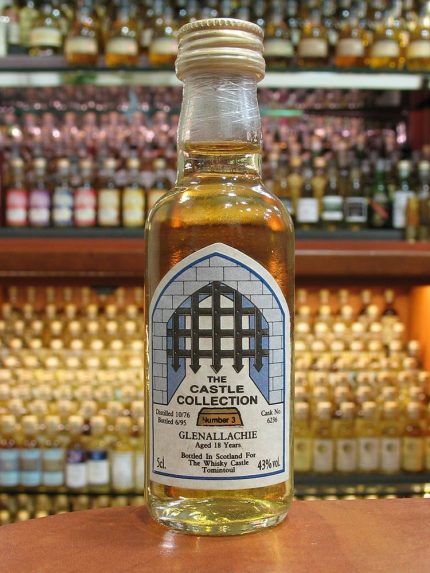 THE
CASTLE
COLLECTION
Distilled 10/76
Bottled 6/95
Number 3
Cask No.
6236
GLENALLACHIE
Aged 18 Years
Bottled In Scotland For
The Whisky Castle
Tomintoul
5cl.
43%vol.